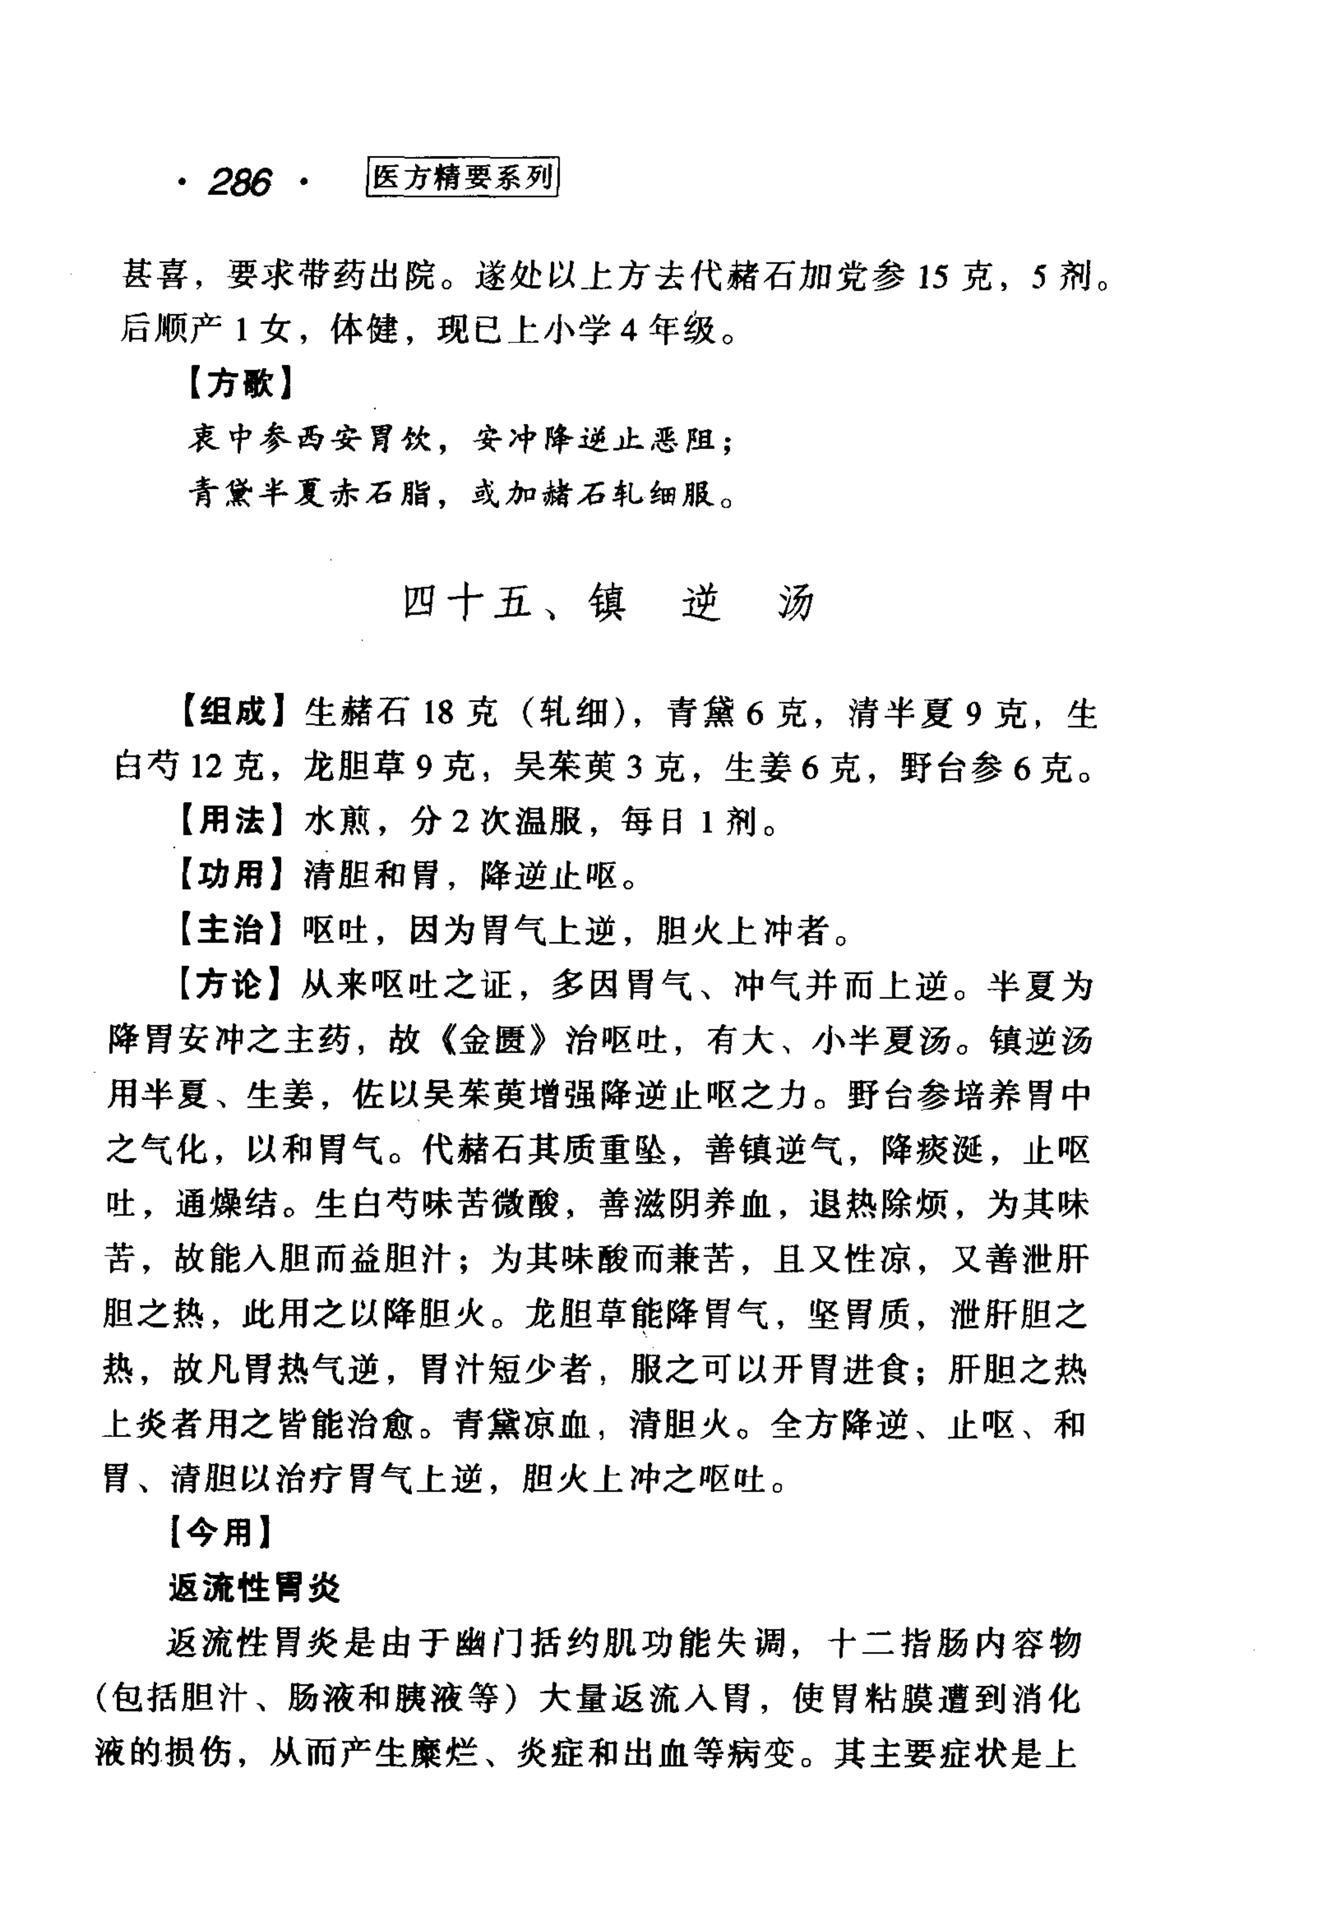 · 286 · 医方精要系列
甚喜，要求带药出院。遂处以上方去代赭石加党参 15 克，5 剂。
后顺产 1 女，体健，现已上小学 4 年级。
【方歌】
衷中参西安胃饮，安冲降逆止恶阻；
青黛半夏赤石脂，或加赭石轧细服。
四十五、镇 逆 汤
【组成】生赭石 18 克（轧细），青黛 6 克，清半夏 9 克，生
白芍 12 克，龙胆草 9 克，吴茱萸 3 克，生姜 6 克，野台参 6 克。
【用法】水煎，分 2 次温服，每日 1 剂。
【功用】清胆和胃，降逆止呕。
【主治】呕吐，因为胃气上逆，胆火上冲者。
【方论】从来呕吐之证，多因胃气、冲气并而上逆。半夏为
降胃安冲之主药，故《金匮》治呕吐，有大、小半夏汤。镇逆汤
用半夏、生姜，佐以吴茱萸增强降逆止呕之力。野台参培养胃中
之气化，以和胃气。代赭石其质重坠，善镇逆气，降痰涎，止呕
吐，通燥结。生白芍味苦微酸，善滋阴养血，退热除烦，为其味
苦，故能入胆而益胆汁；为其味酸而兼苦，且又性凉，又善泄肝
胆之热，此用之以降胆火。龙胆草能降胃气，坚胃质，泄肝胆之
热，故凡胃热气逆，胃汁短少者，服之可以开胃进食；肝胆之热
上炎者用之皆能治愈。青黛凉血，清胆火。全方降逆、止呕、和
胃、清胆以治疗胃气上逆，胆火上冲之呕吐。
【今用】
返流性胃炎
返流性胃炎是由于幽门括约肌功能失调，十二指肠内容物
(包括胆汁、肠液和胰液等）大量返流入胃，使胃粘膜遭到消化
液的损伤，从而产生糜烂、炎症和出血等病变。其主要症状是上